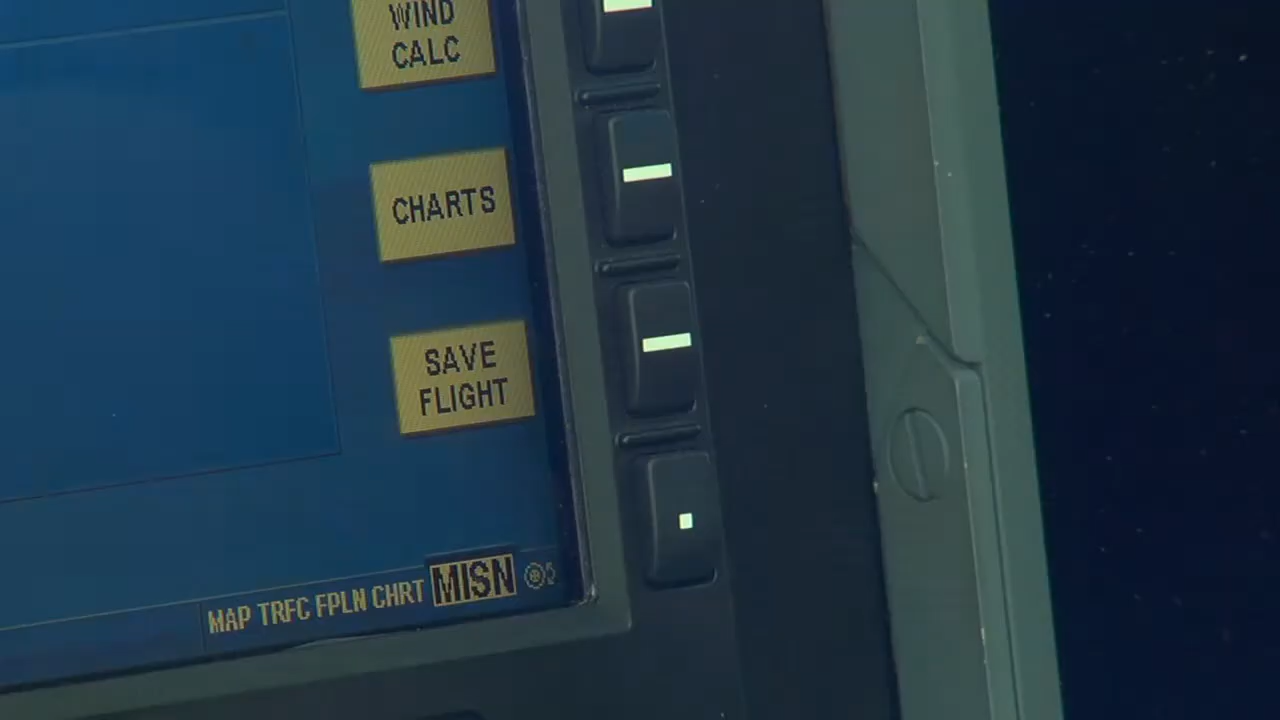 WIND
CALC
CHARTS
SAVE
FLIGHT
MAP TRFC FPLN CHRT MISN